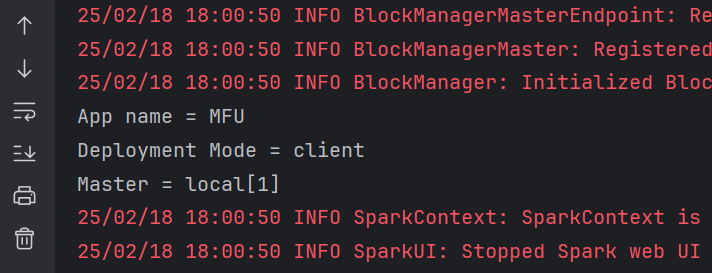 25/02/18 18:00:50 INFO BlockManagerMasterEndpoint: Re
25/02/18 18:00:50 INFO BlockManagerMaster: Registered
25/02/18 18:00:50 INFO BlockManager: Initialized Bloc
App name = MFU
Deployment Mode = client
Master = local[1]
25/02/18 18:00:50 INFO SparkContext: SparkContext is
25/02/18 18:00:50 INFO SparkUI: Stopped Spark web UI